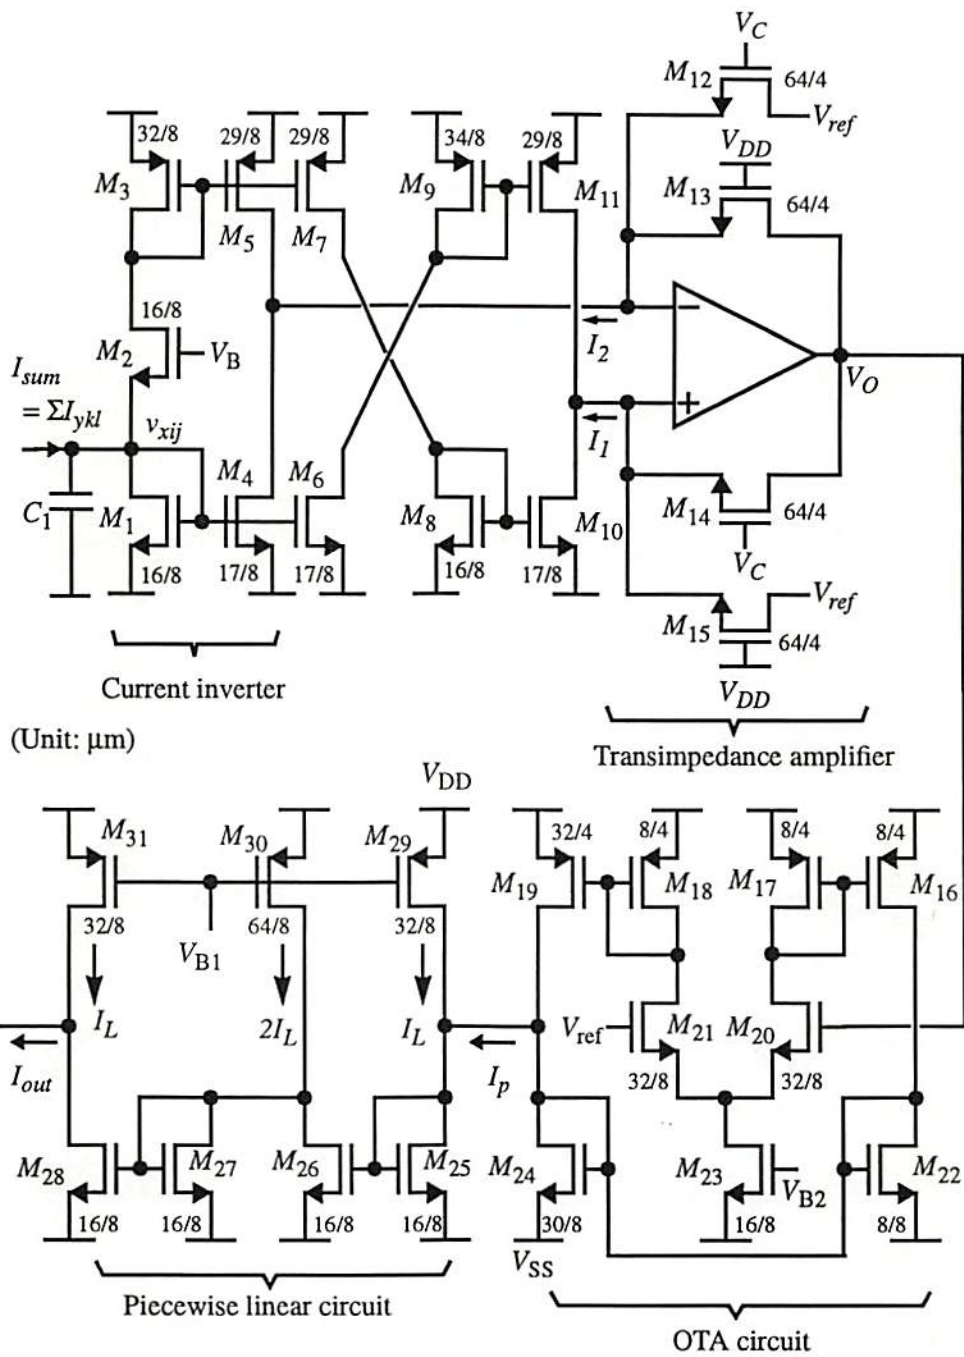 V_C
M_12
64/4
V_ref
V_DD
M_13
64/4
32/8
29/8
29/8
34/8
29/8
M_3
M_5
M_7
M_9
M_11
16/8
M_2
V_B
I_2
I_1
V_O
I_sum
= ΣI_ykl
v_xij
C_1
M_1
M_4
M_6
M_8
M_10
16/8
17/8
17/8
16/8
17/8
M_14
64/4
V_C
V_ref
M_15
64/4
V_DD
Current inverter
Transimpedance amplifier
(Unit: μm)
V_DD
M_31
M_30
M_29
32/8
64/8
32/8
V_B1
I_L
2I_L
I_L
I_out
I_p
M_28
M_27
M_26
M_25
16/8
16/8
16/8
16/8
Piecewise linear circuit
32/4
8/4
8/4
8/4
M_19
M_18
M_17
M_16
V_ref
M_21
M_20
32/8
32/8
M_24
M_23
V_B2
M_22
30/8
16/8
8/8
V_SS
OTA circuit